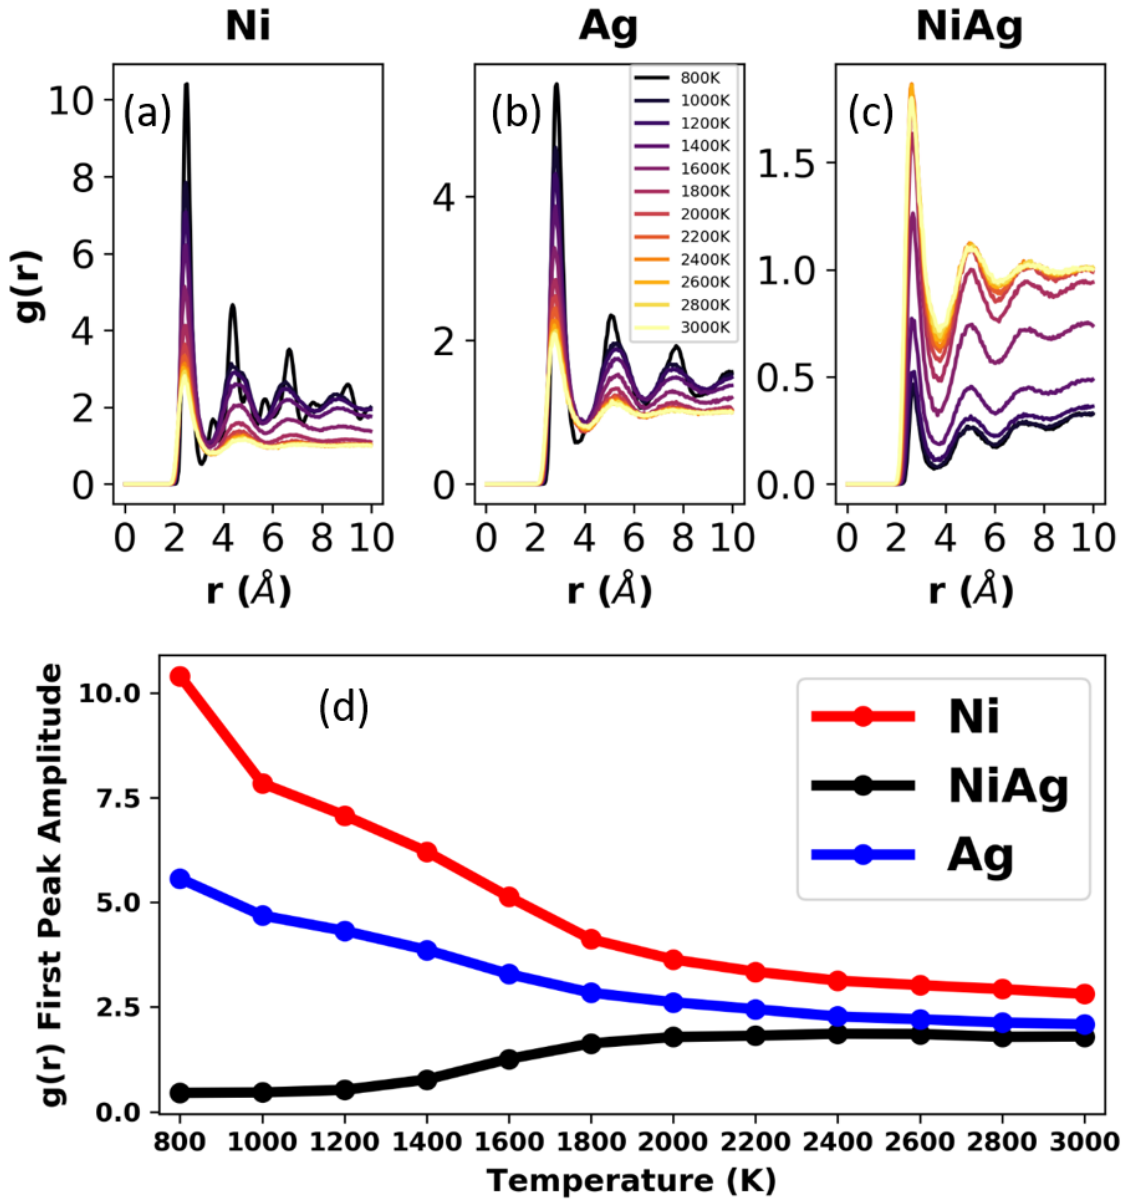 Ni
Ag
NiAg
(a)
(b)
(c)
g(r)
10
8
6
4
2
0
4
2
0
1.5
1.0
0.5
0.0
800K
1000K
1200K
1400K
1600K
1800K
2000K
2200K
2400K
2600K
2800K
3000K
0 2 4 6 8 10
0 2 4 6 8 10
0 2 4 6 8 10
r (Å)
r (Å)
r (Å)
(d)
g(r) First Peak Amplitude
10.0
7.5
5.0
2.5
0.0
Ni
NiAg
Ag
800 1000 1200 1400 1600 1800 2000 2200 2400 2600 2800 3000
Temperature (K)